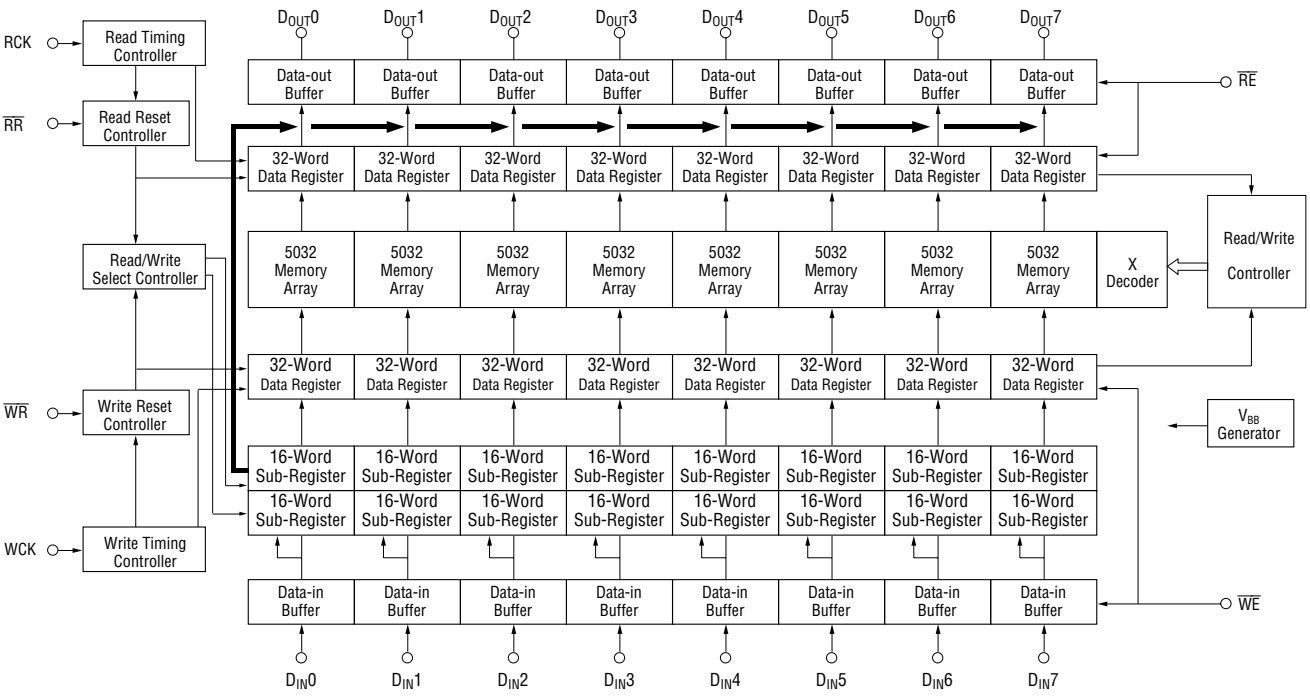 DOUT0 DOUT1 DOUT2 DOUT3 DOUT4 DOUT5 DOUT6 DOUT7
RCK
Read Timing
Controller
Data-out Data-out Data-out Data-out Data-out Data-out Data-out Data-out
Buffer Buffer Buffer Buffer Buffer Buffer Buffer Buffer
R̅E̅
R̅R̅
Read Reset
Controller
32-Word 32-Word 32-Word 32-Word 32-Word 32-Word 32-Word 32-Word
Data Register Data Register Data Register Data Register Data Register Data Register Data Register Data Register
Read/Write
Select Controller
5032 5032 5032 5032 5032 5032 5032 5032
Memory Memory Memory Memory Memory Memory Memory Memory
Array Array Array Array Array Array Array Array
X
Decoder
Read/Write
Controller
32-Word 32-Word 32-Word 32-Word 32-Word 32-Word 32-Word 32-Word
Data Register Data Register Data Register Data Register Data Register Data Register Data Register Data Register
W̅R̅
Write Reset
Controller
VBB
Generator
16-Word 16-Word 16-Word 16-Word 16-Word 16-Word 16-Word 16-Word
Sub-Register Sub-Register Sub-Register Sub-Register Sub-Register Sub-Register Sub-Register Sub-Register
16-Word 16-Word 16-Word 16-Word 16-Word 16-Word 16-Word 16-Word
Sub-Register Sub-Register Sub-Register Sub-Register Sub-Register Sub-Register Sub-Register Sub-Register
WCK
Write Timing
Controller
Data-in Data-in Data-in Data-in Data-in Data-in Data-in Data-in
Buffer Buffer Buffer Buffer Buffer Buffer Buffer Buffer
W̅E̅
DIN0 DIN1 DIN2 DIN3 DIN4 DIN5 DIN6 DIN7